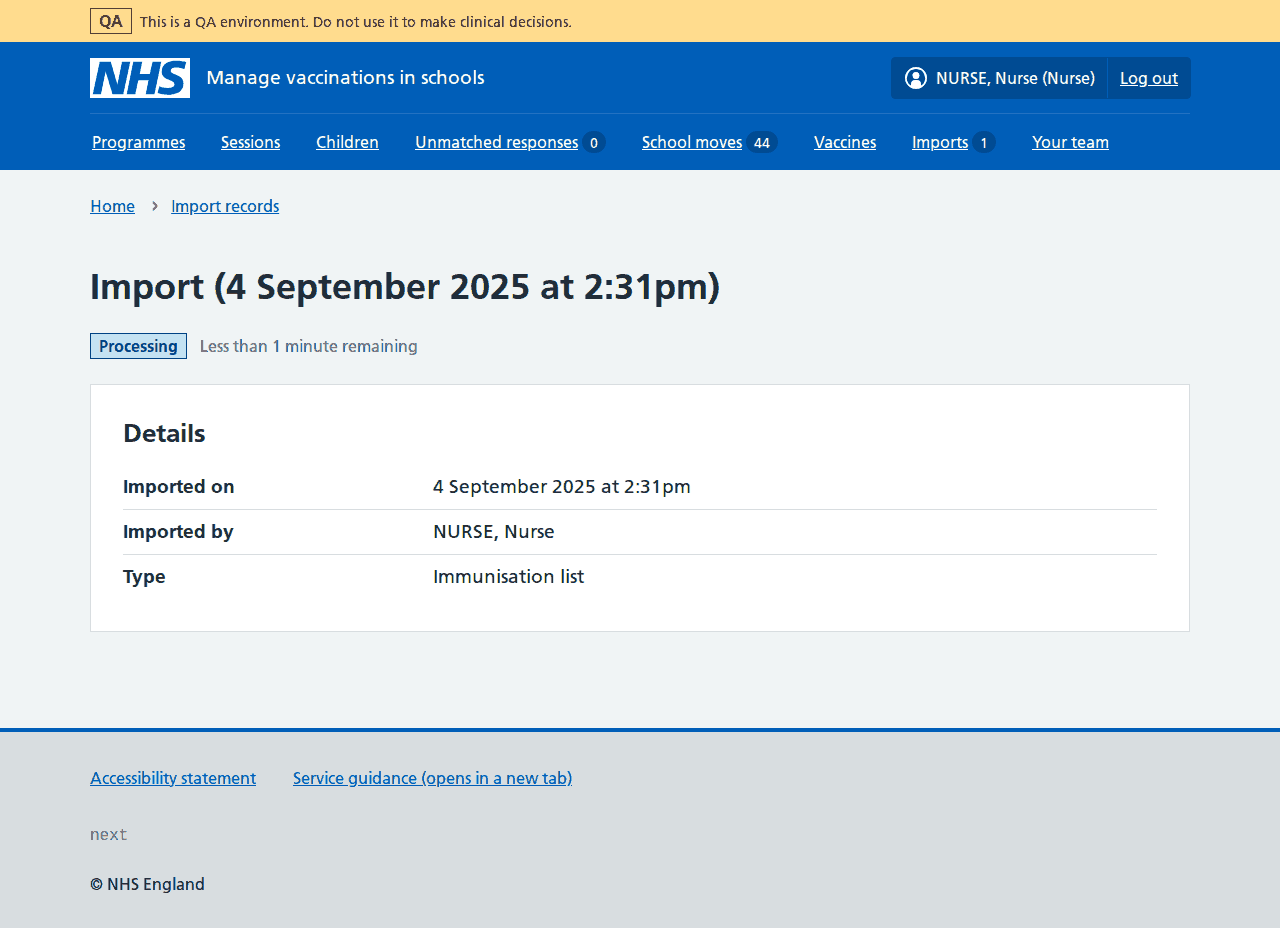 QA This is a QA environment. Do not use it to make clinical decisions.
NHS Manage vaccinations in schools NURSE, Nurse (Nurse) Log out
Programmes Sessions Children Unmatched responses 0 School moves 44 Vaccines Imports 1 Your team
Home Import records
Import (4 September 2025 at 2:31pm)
Processing Less than 1 minute remaining
Details
Imported on 4 September 2025 at 2:31pm
Imported by NURSE, Nurse
Type Immunisation list
Accessibility statement Service guidance (opens in a new tab)
next
© NHS England